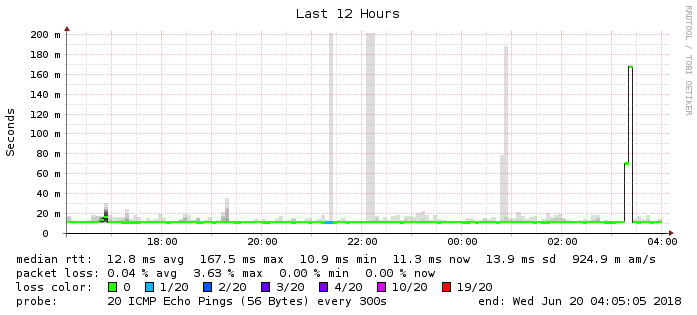 Last 12 Hours
RRDTOOL / TOBI OETIKER
Seconds
200 m
180 m
160 m
140 m
120 m
100 m
80 m
60 m
40 m
20 m
0
18:00 20:00 22:00 00:00 02:00 04:00
median rtt: 12.8 ms avg 167.5 ms max 10.9 ms min 11.3 ms now 13.9 ms sd 924.9 m am/s
packet loss: 0.04 % avg 3.63 % max 0.00 % min 0.00 % now
loss color: 0 1/20 2/20 3/20 4/20 10/20 19/20
probe: 20 ICMP Echo Pings (56 Bytes) every 300s end: Wed Jun 20 04:05:05 2018